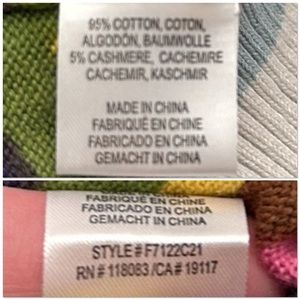 95% COTTON, COTON,
ALGODÓN, BAUMWOLLE
5% CASHMERE, CACHEMIRE
CACHEMIR, KASCHMIR
MADE IN CHINA
FABRIQUÉ EN CHINE
FABRICADO EN CHINA
GEMACHT IN CHINA
FABRIQUÉ EN CHINE
FABRICADO EN CHINA
GEMACHT IN CHINA
STYLE # F7122C21
RN # 118083 /CA # 19117